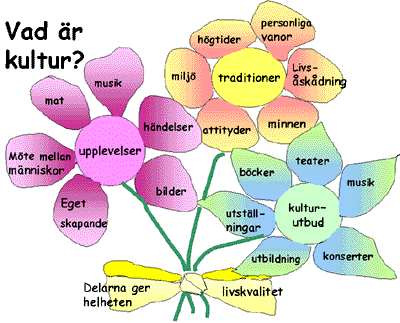 Vad är
kultur?
musik
mat
händelser
upplevelser
Möte mellan
människor
bilder
Eget
skapande
personliga
vanor
högtider
miljö
traditioner
Livs-
åskådning
attityder
minnen
teater
böcker
musik
utställ-
ningar
kultur-
utbud
utbildning
konserter
Delarna ger
helheten
livskvalitet